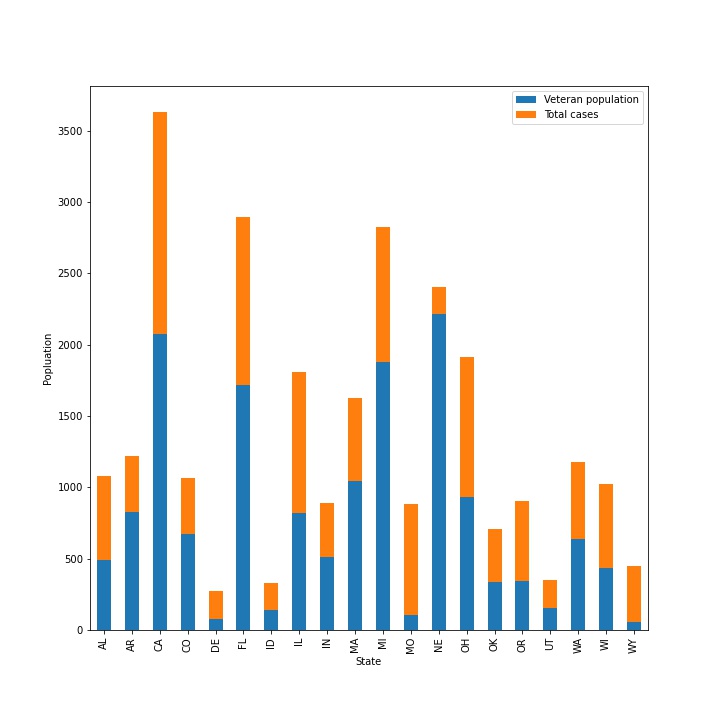 Veteran population
Total cases
3500
3000
2500
2000
1500
1000
500
0
Popluation
AL AR CA CO DE FL ID IL IN MA MI MO NE OH OK OR UT WA WI WY
State